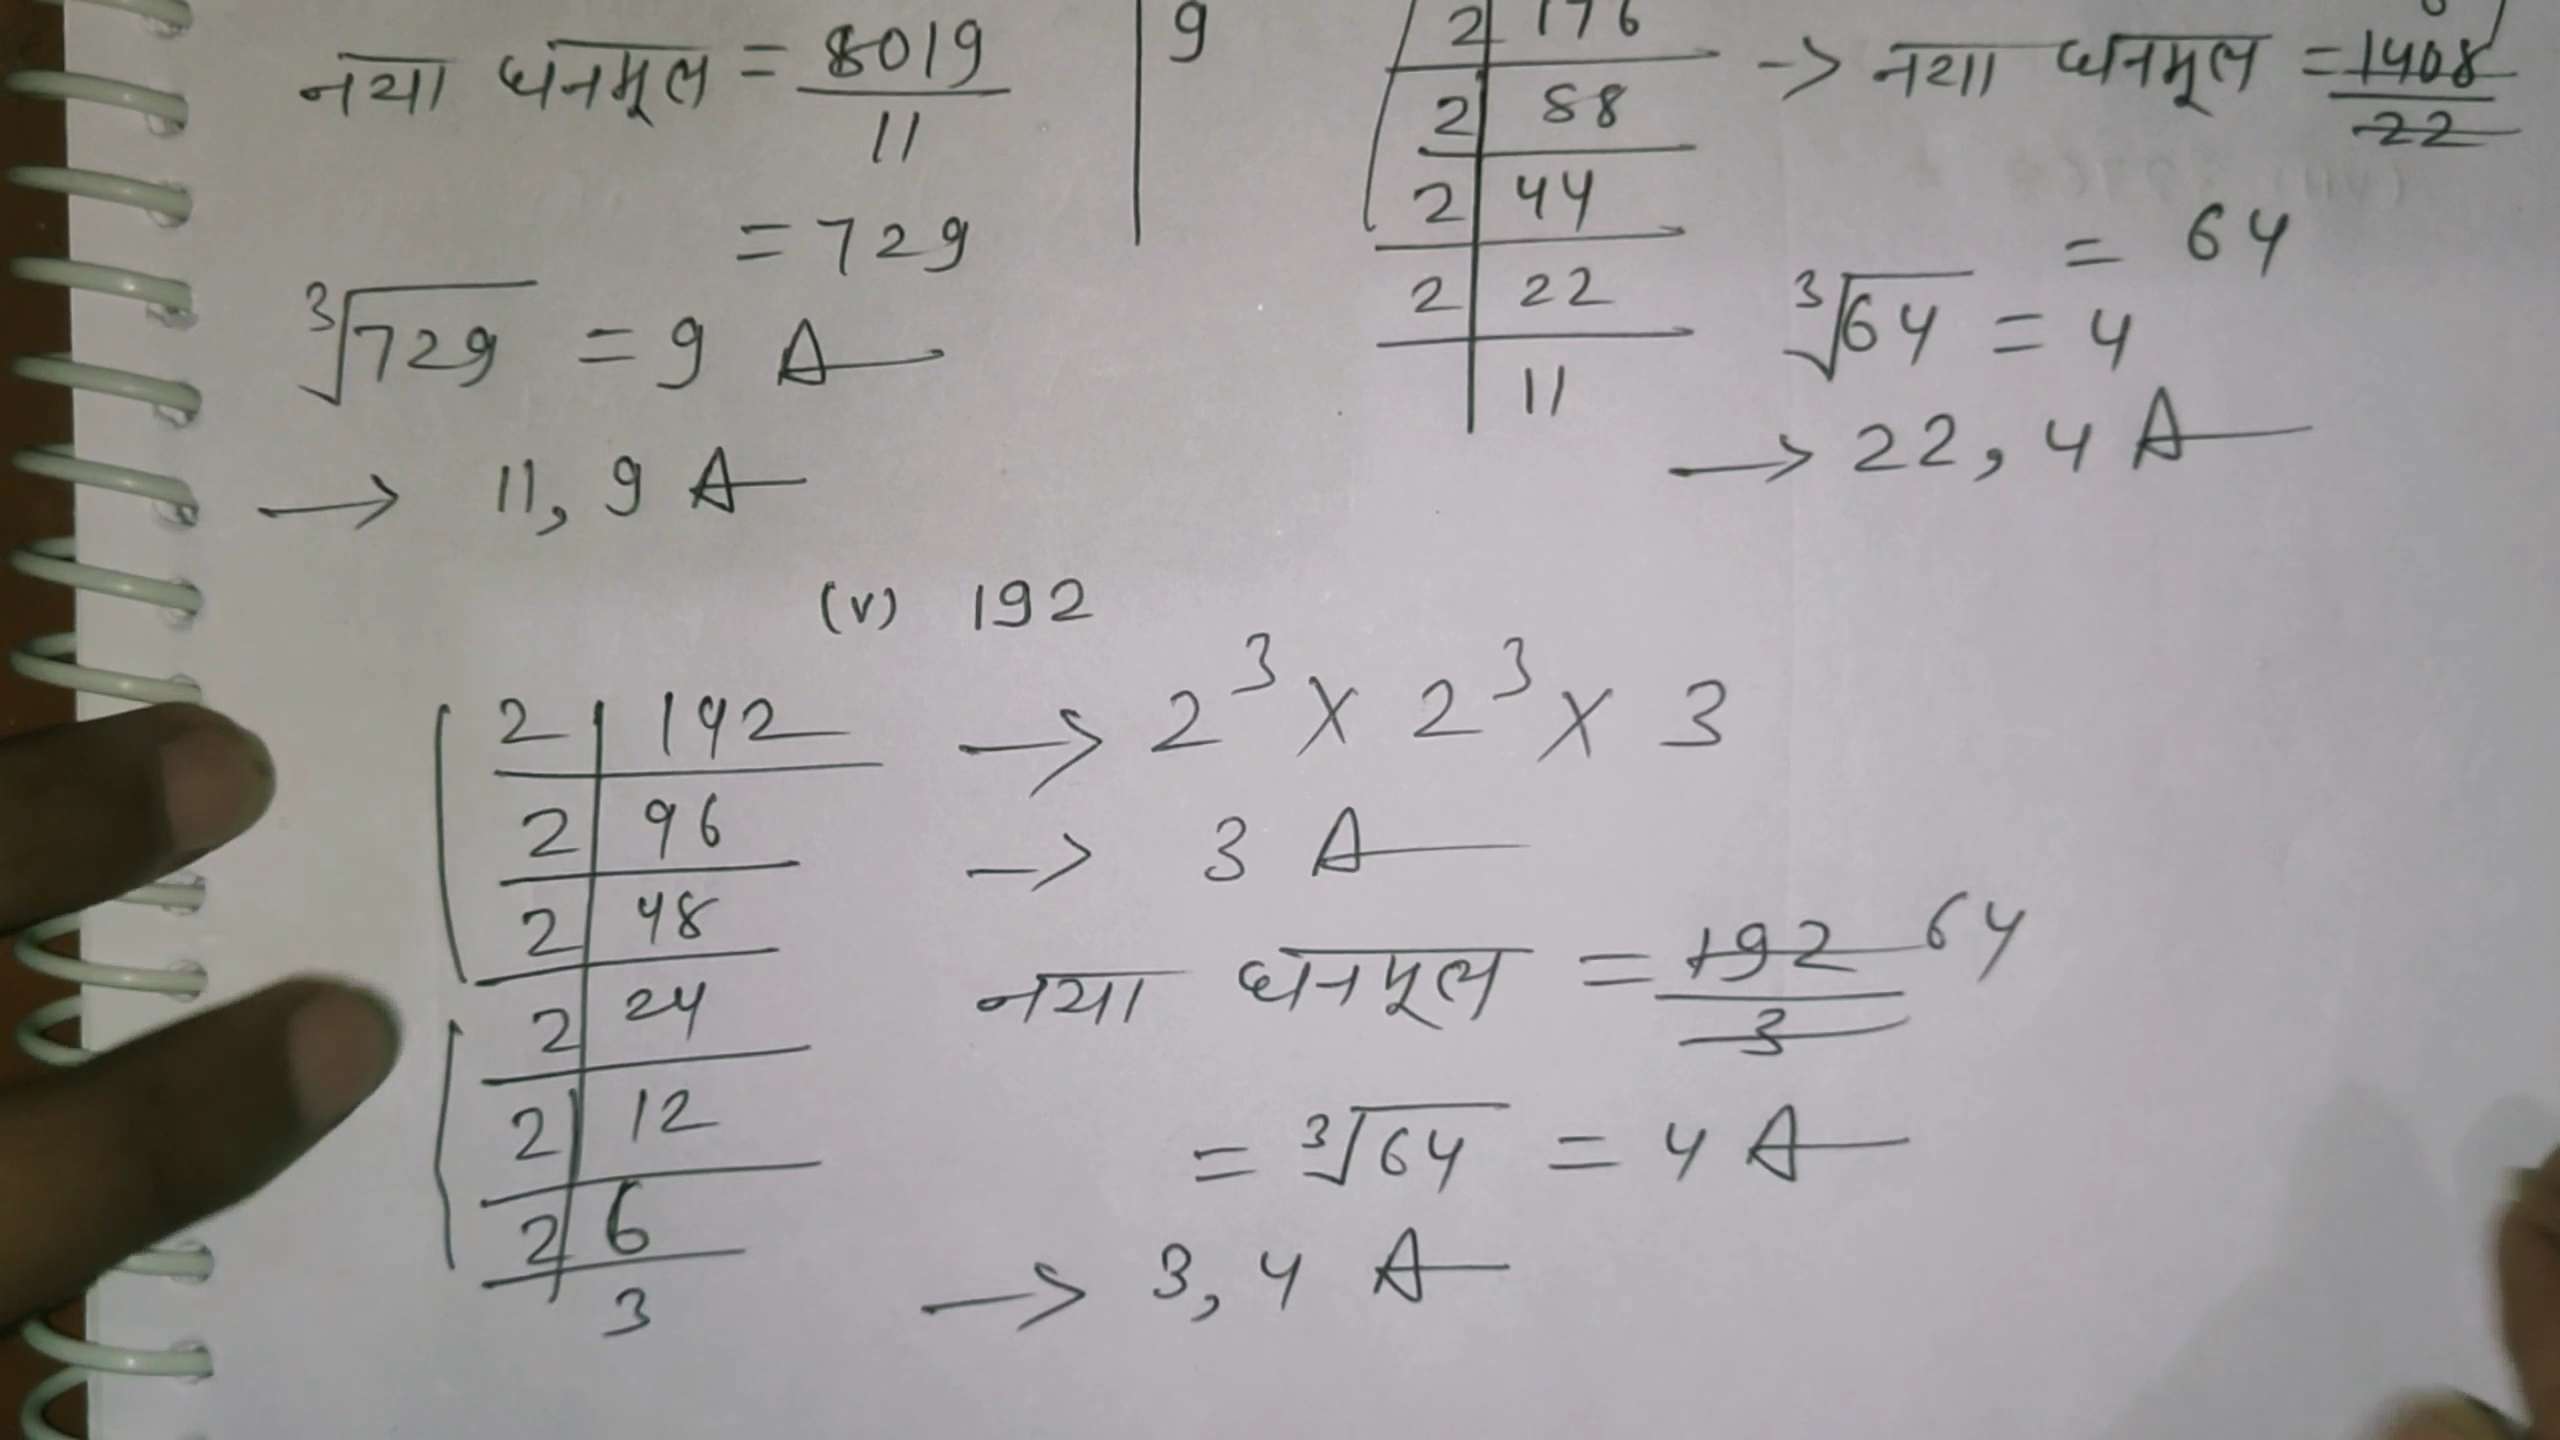 नया घनमूल = 8019/11
= 729
∛729 = 9 A
→ 11, 9 A
9
2 | 176
2 | 88
2 | 44
2 | 22
11
→ नया घनमूल = 1408/22
= 64
∛64 = 4
→ 22, 4 A
(v) 192
2 | 192
2 | 96
2 | 48
2 | 24
2 | 12
2 | 6
3
→ 2³ × 2³ × 3
→ 3 A
नया घनमूल = 192/3 64
= ∛64 = 4 A
→ 3, 4 A